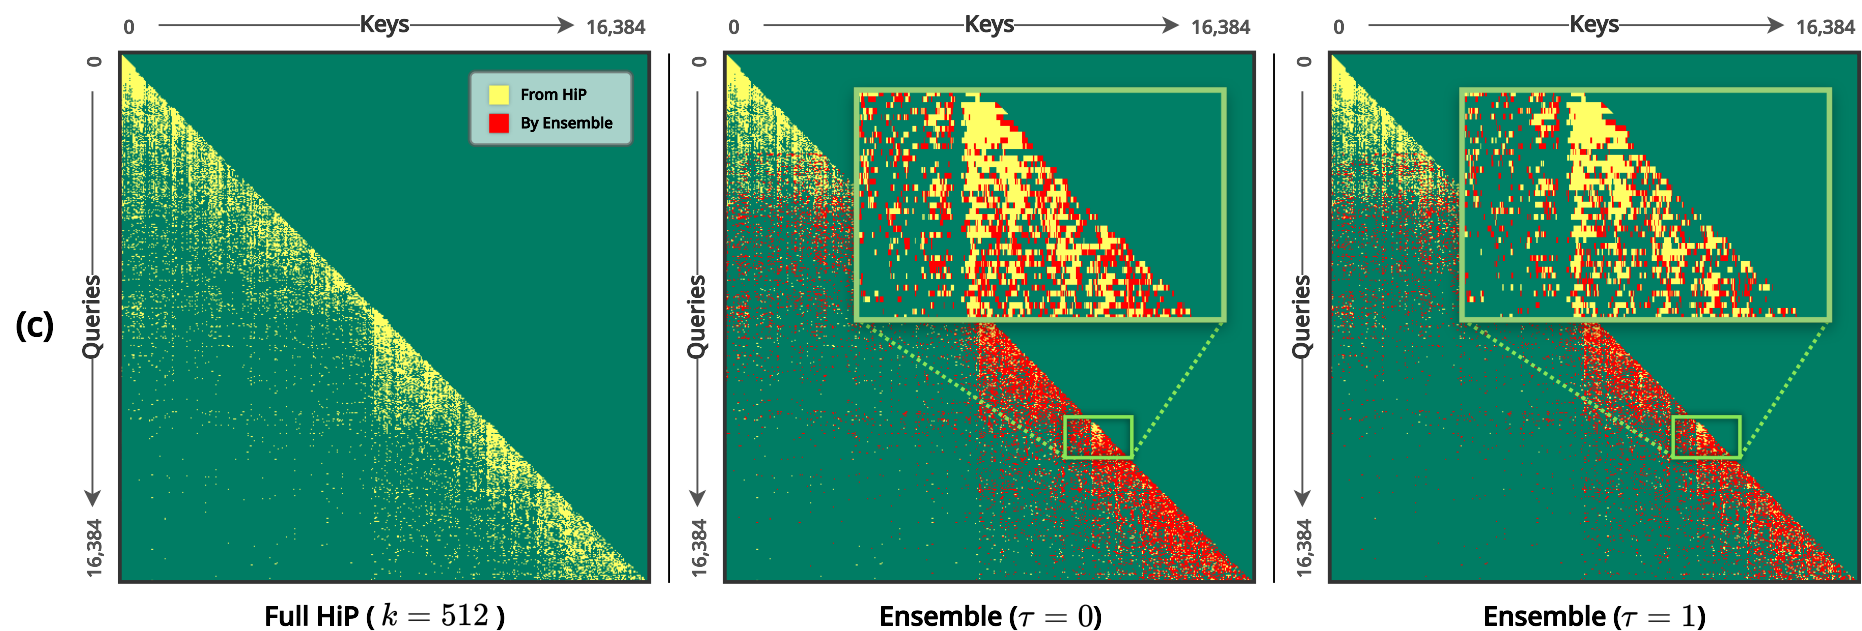 0 Keys 16,384
0 Keys 16,384
0 Keys 16,384
0
Queries
16,384
0
Queries
16,384
0
Queries
16,384
From HiP
By Ensemble
(c)
Full HiP ( k = 512 )
Ensemble (τ = 0)
Ensemble (τ = 1)